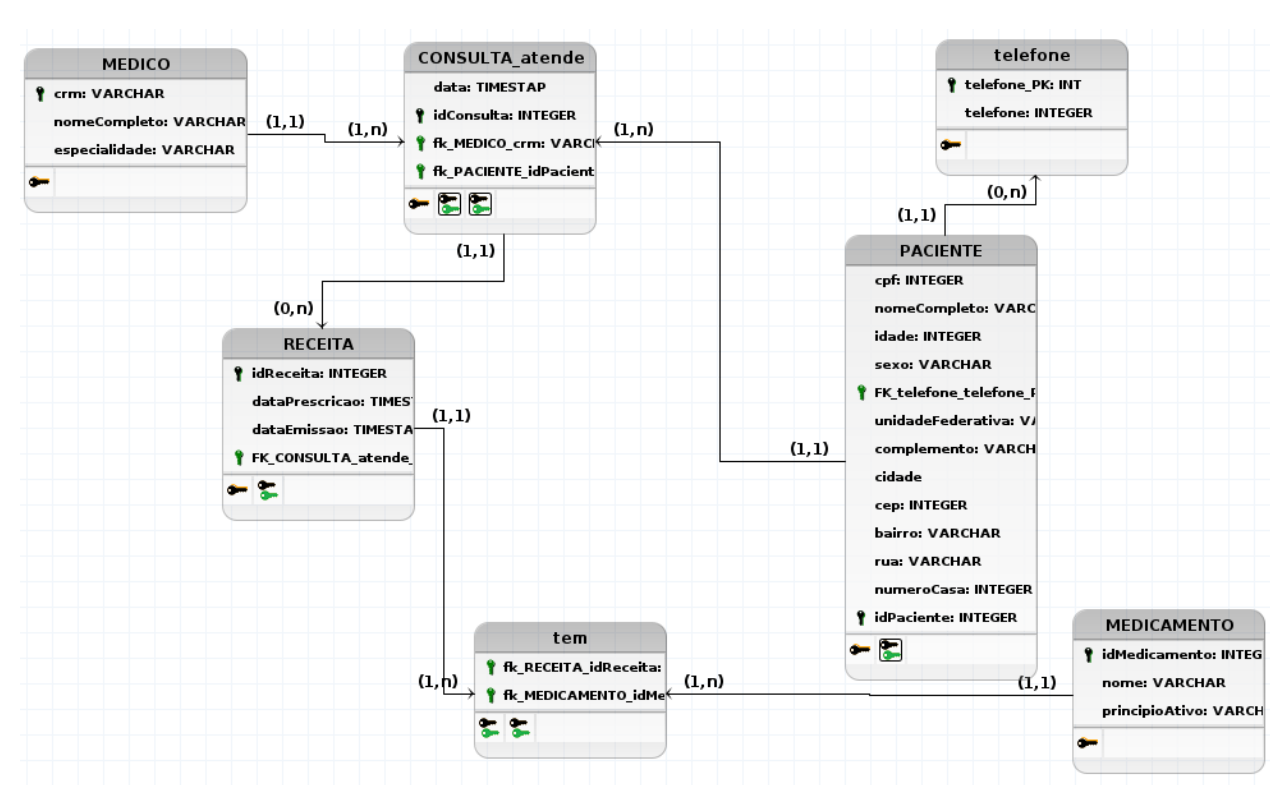 MEDICO
crm: VARCHAR
nomeCompleto: VARCHAR
especialidade: VARCHAR
(1,1)
(1,n)
CONSULTA_atende
data: TIMESTAP
idConsulta: INTEGER
fk_MEDICO_crm: VARC
fk_PACIENTE_idPacient
(1,n)
telefone
telefone_PK: INT
telefone: INTEGER
(0,n)
(1,1)
(1,1)
(0,n)
PACIENTE
cpf: INTEGER
nomeCompleto: VARC
idade: INTEGER
sexo: VARCHAR
FK_telefone_telefone_
unidadeFederativa: V
complemento: VARCH
cidade
cep: INTEGER
bairro: VARCHAR
rua: VARCHAR
numeroCasa: INTEGER
idPaciente: INTEGER
(1,1)
RECEITA
idReceita: INTEGER
dataPrescricao: TIMES
dataEmissao: TIMESTA
FK_CONSULTA_atende_
(1,1)
tem
fk_RECEITA_idReceita:
fk_MEDICAMENTO_idMe
(1,n)
(1,n)
(1,1)
MEDICAMENTO
idMedicamento: INTEG
nome: VARCHAR
principioAtivo: VARCH